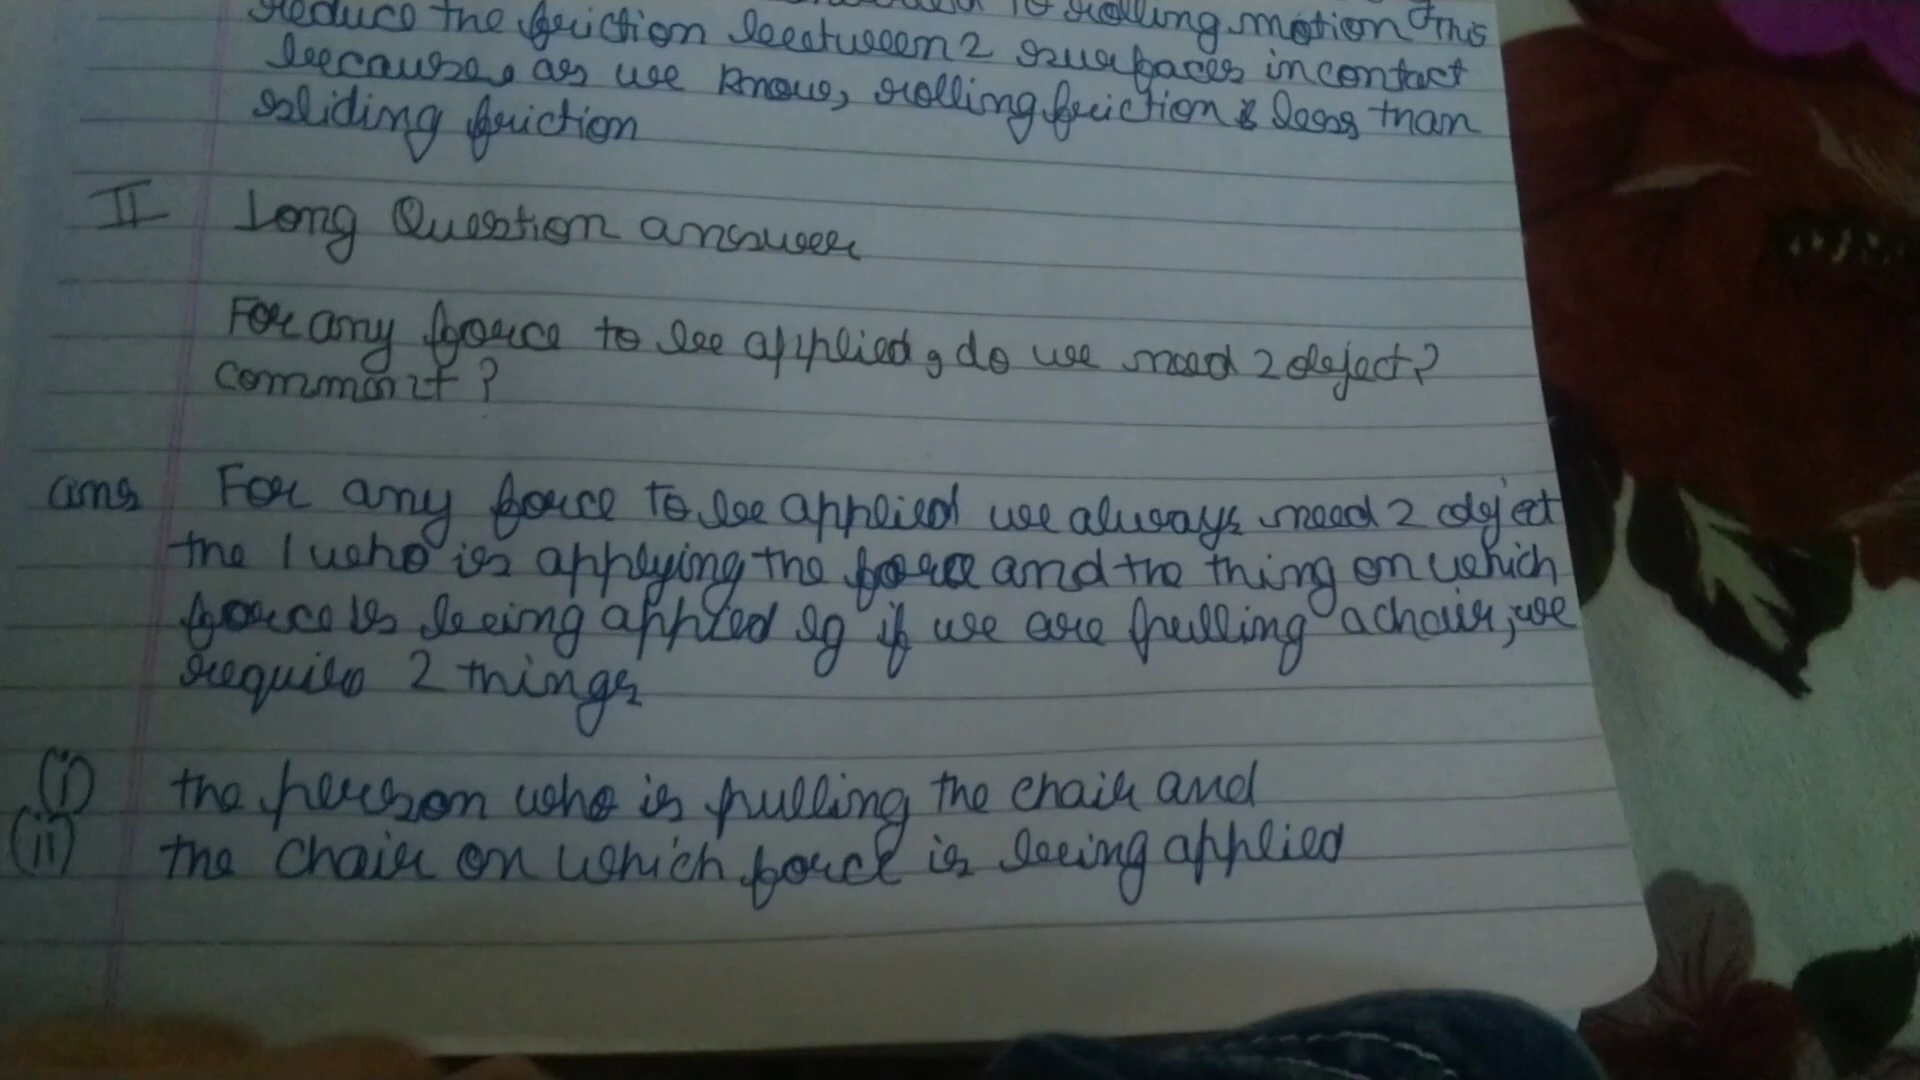 reduce the friction between 2 surfaces in contact
to rolling motion This
because, as we know, rolling friction is less than
sliding friction
II Long Question answer
For any force to be applied, do we need 2 object?
comment?
ans For any force to be applied we always need 2 object
the 1 who is applying the force and the thing on which
force is being applied eg if we are pulling a chair, we
require 2 things
(i) the person who is pulling the chair and
(ii) the chair on which force is being applied